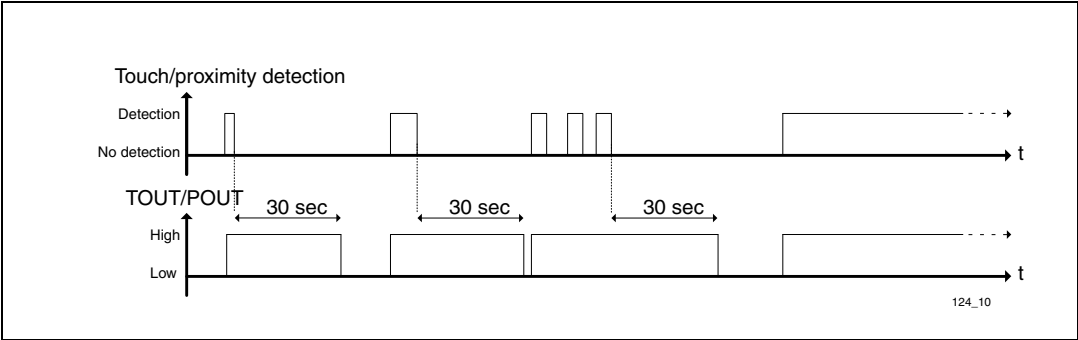 Touch/proximity detection
Detection
No detection
t
TOUT/POUT
30 sec
30 sec
30 sec
High
Low
t
124_10